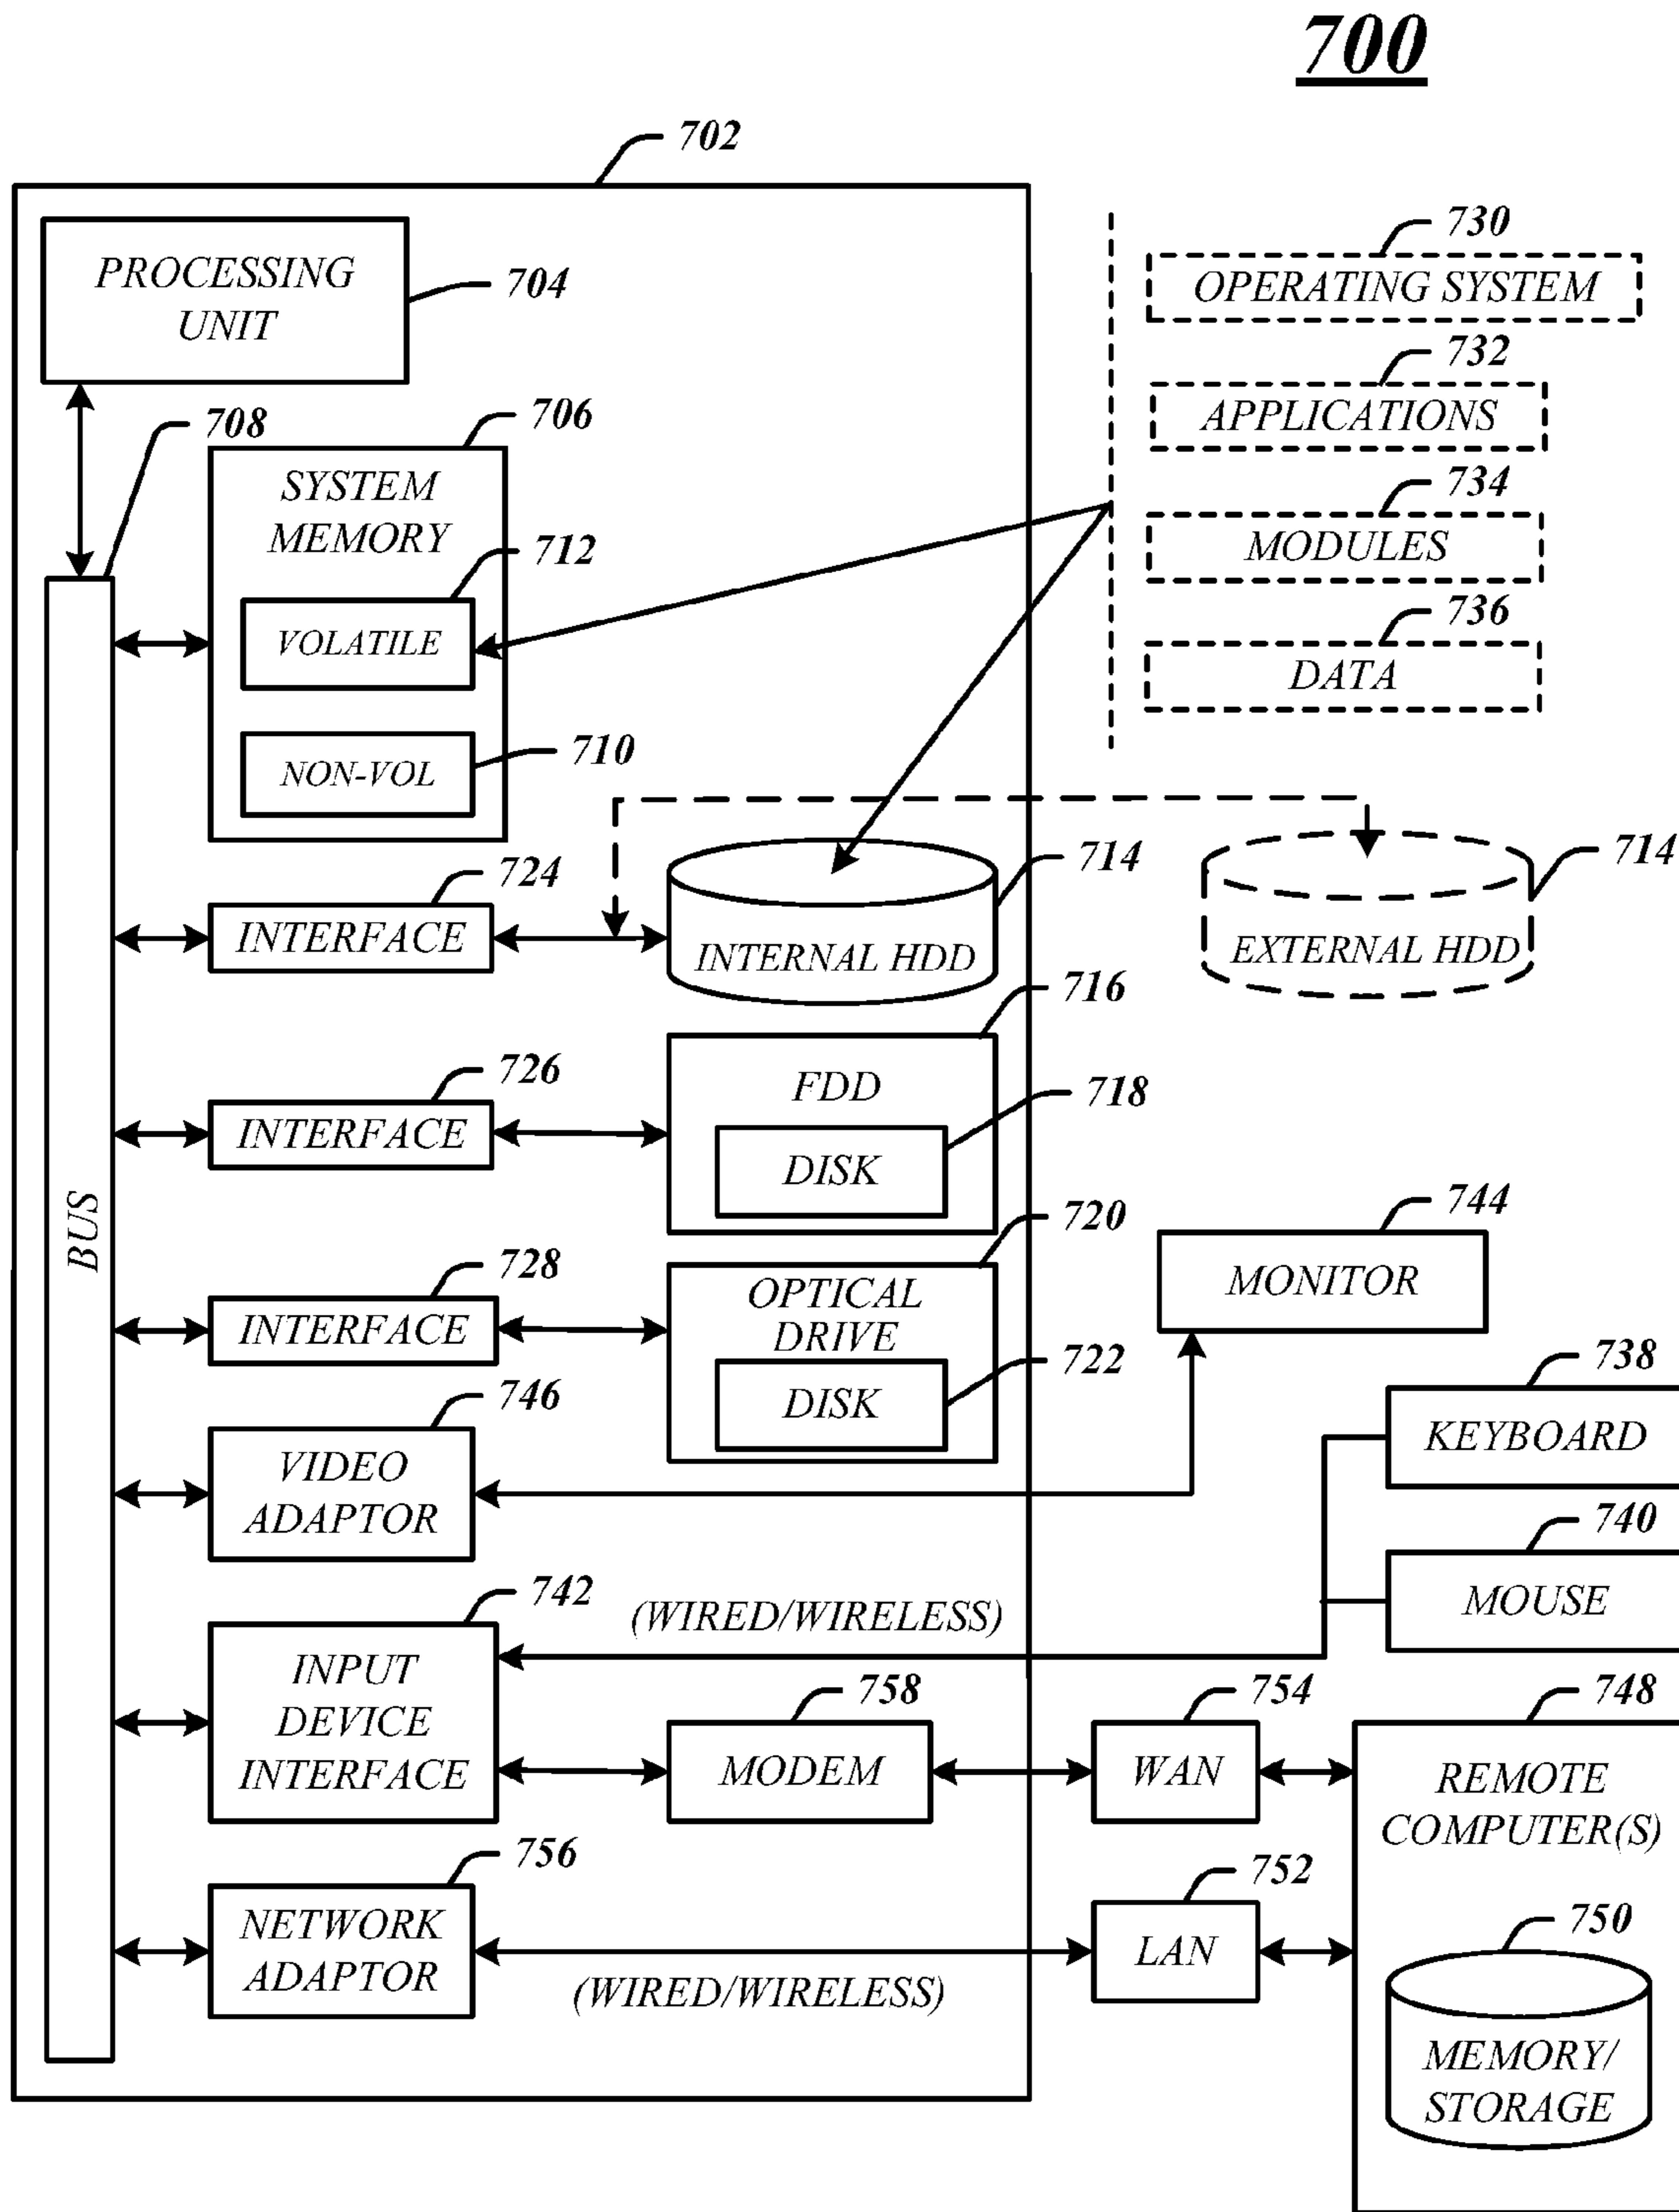 700
702
PROCESSING
UNIT
704
730
OPERATING SYSTEM
732
APPLICATIONS
734
MODULES
736
DATA
708
706
SYSTEM
MEMORY
712
VOLATILE
710
NON-VOL
724
INTERFACE
714
INTERNAL HDD
714
EXTERNAL HDD
716
FDD
718
DISK
726
INTERFACE
BUS
720
OPTICAL
DRIVE
722
DISK
728
INTERFACE
744
MONITOR
746
VIDEO
ADAPTOR
738
KEYBOARD
740
MOUSE
742
INPUT
DEVICE
INTERFACE
(WIRED/WIRELESS)
758
MODEM
754
WAN
748
REMOTE
COMPUTER(S)
756
NETWORK
ADAPTOR
(WIRED/WIRELESS)
752
LAN
750
MEMORY/
STORAGE